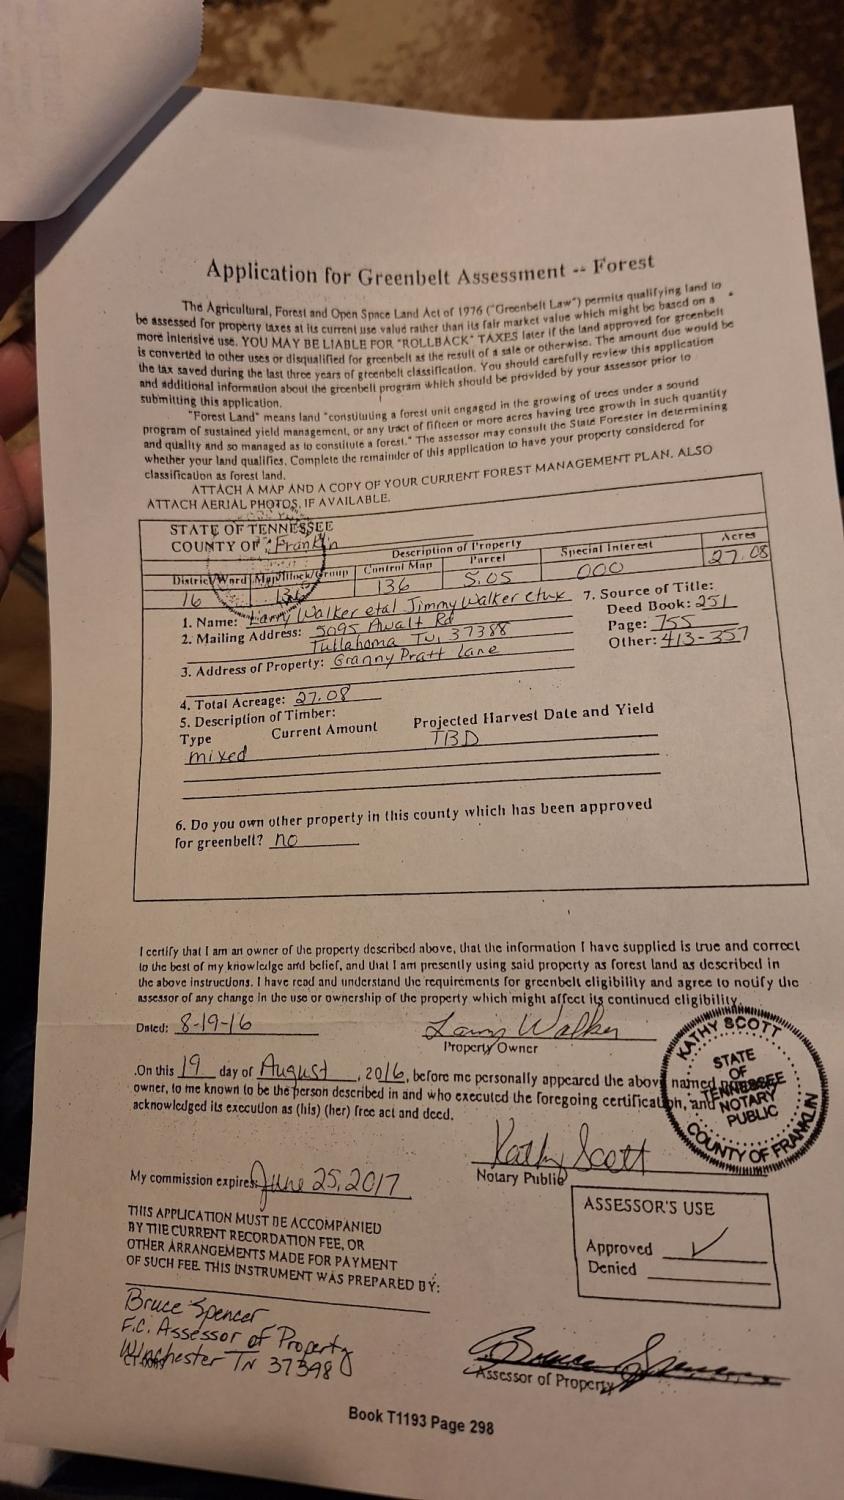 Application for Greenbelt Assessment -- Forest
The Agricultural, Forest and Open Space Land Act of 1976 ("Greenbelt Law") permits qualifying land to
be assessed for property taxes at its current use value rather than its fair market value which might be based on a
more intensive use. YOU MAY BE LIABLE FOR "ROLLBACK" TAXES later if the land approved for greenbelt
is converted to other uses or disqualified for greenbelt as the result of a sale or otherwise. The amount due would be
the tax saved during the last three years of greenbelt classification. You should carefully review this application
and additional information about the greenbelt program which should be provided by your assessor prior to
submitting this application.
"Forest Land" means land "constituting a forest unit engaged in the growing of trees under a sound
program of sustained yield management, or any tract of fifteen or more acres having tree growth in such quantity
and quality and so managed as to constitute a forest." The assessor may consult the State Forester in determining
whether your land qualifies. Complete the remainder of this application to have your property considered for
classification as forest land.
ATTACH A MAP AND A COPY OF YOUR CURRENT FOREST MANAGEMENT PLAN. ALSO
ATTACH AERIAL PHOTOS, IF AVAILABLE.
STATE OF TENNESSEE
COUNTY OF Franklin
Description of Property
District/Ward Map/Block/Group Control Map Parcel Special Interest Acres
16 136 136 5.05 000 27.08
1. Name: Larry Walker etal Jimmy Walker etux
2. Mailing Address: 5095 Awalt Rd
Tullahoma Tn, 37388
3. Address of Property: Granny Pratt Lane
7. Source of Title:
Deed Book: 251
Page: 755
Other: 413-357
4. Total Acreage: 27.08
5. Description of Timber:
Type Current Amount Projected Harvest Date and Yield
mixed TBD
6. Do you own other property in this county which has been approved
for greenbelt? no
I certify that I am an owner of the property described above, that the information I have supplied is true and correct
to the best of my knowledge and belief, and that I am presently using said property as forest land as described in
the above instructions. I have read and understand the requirements for greenbelt eligibility and agree to notify the
assessor of any change in the use or ownership of the property which might affect its continued eligibility.
Dated: 8-19-16 Larry Walker
Property Owner
On this 19 day of August, 2016, before me personally appeared the above named
owner, to me known to be the person described in and who executed the foregoing certification, and
acknowledged its execution as (his) (her) free act and deed.
KATHY SCOTT
STATE
OF
TENNESSEE
NOTARY
PUBLIC
COUNTY OF FRANKLIN
Kathy Scott
Notary Public
My commission expires: June 25, 2017
THIS APPLICATION MUST BE ACCOMPANIED
BY THE CURRENT RECORDATION FEE, OR
OTHER ARRANGEMENTS MADE FOR PAYMENT
OF SUCH FEE. THIS INSTRUMENT WAS PREPARED BY:
ASSESSOR'S USE
Approved ✓
Denied
Bruce Spencer
F.C. Assessor of Property
Winchester TN 37398
Bruce Spencer
Assessor of Property
Book T1193 Page 298